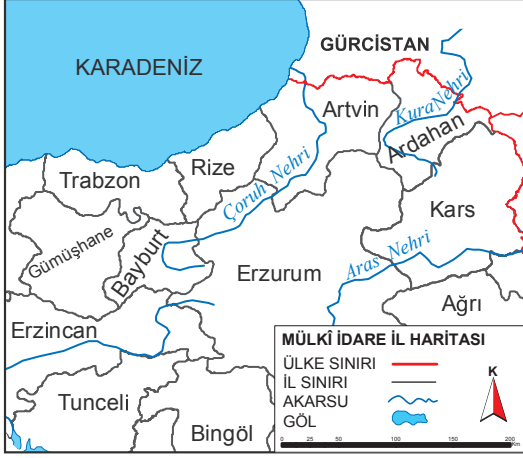 KARADENİZ
GÜRCİSTAN
Artvin
Kura Nehri
Ardahan
Trabzon
Rize
Çoruh Nehri
Kars
Gümüşhane
Bayburt
Erzurum
Aras Nehri
Ağrı
Erzincan
Tunceli
Bingöl
MÜLKÎ İDARE İL HARİTASI
ÜLKE SINIRI
İL SINIRI
AKARSU
GÖL
K
0 25 50 100 150 200 Km